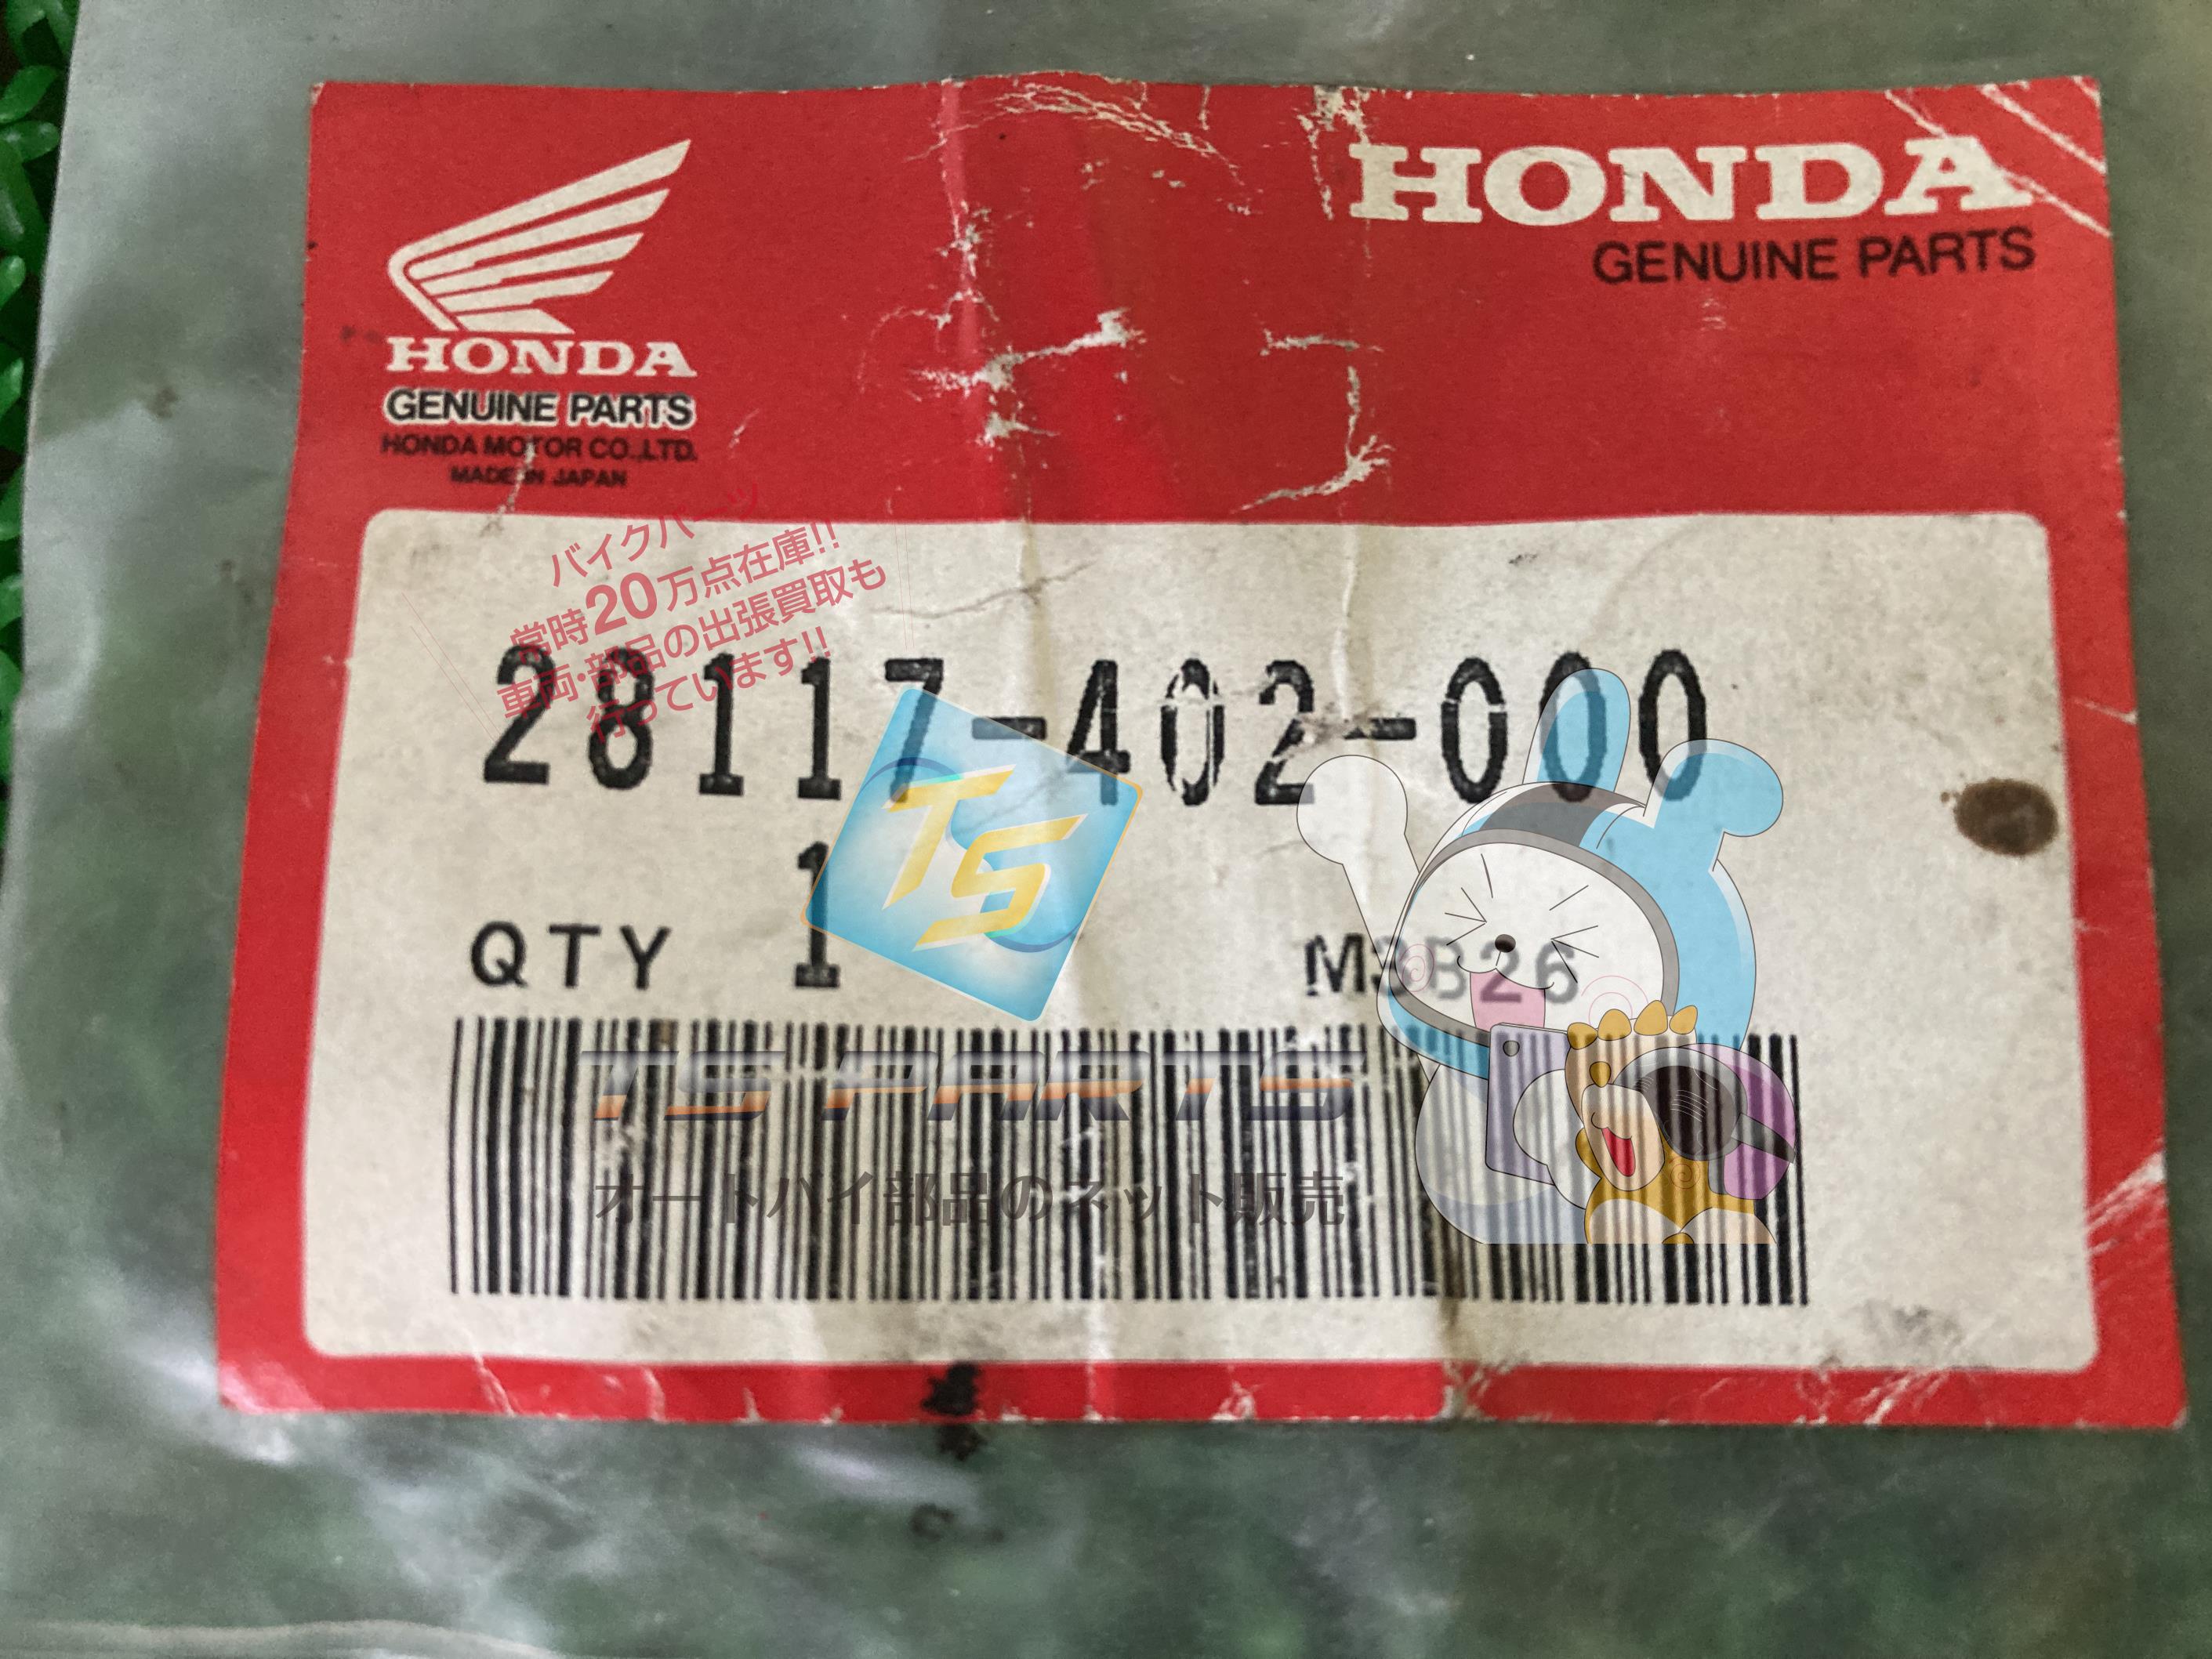 HONDA
GENUINE PARTS
HONDA
GENUINE PARTS
HONDA MOTOR CO.,LTD.
MADE IN JAPAN
バイクパーツ
常時20万点在庫!!
車両・部品の出張買取も
行っています!!
28117-402-000
1
TS
QTY 1 M3B26
TS PARTS
オートバイ部品のネット販売